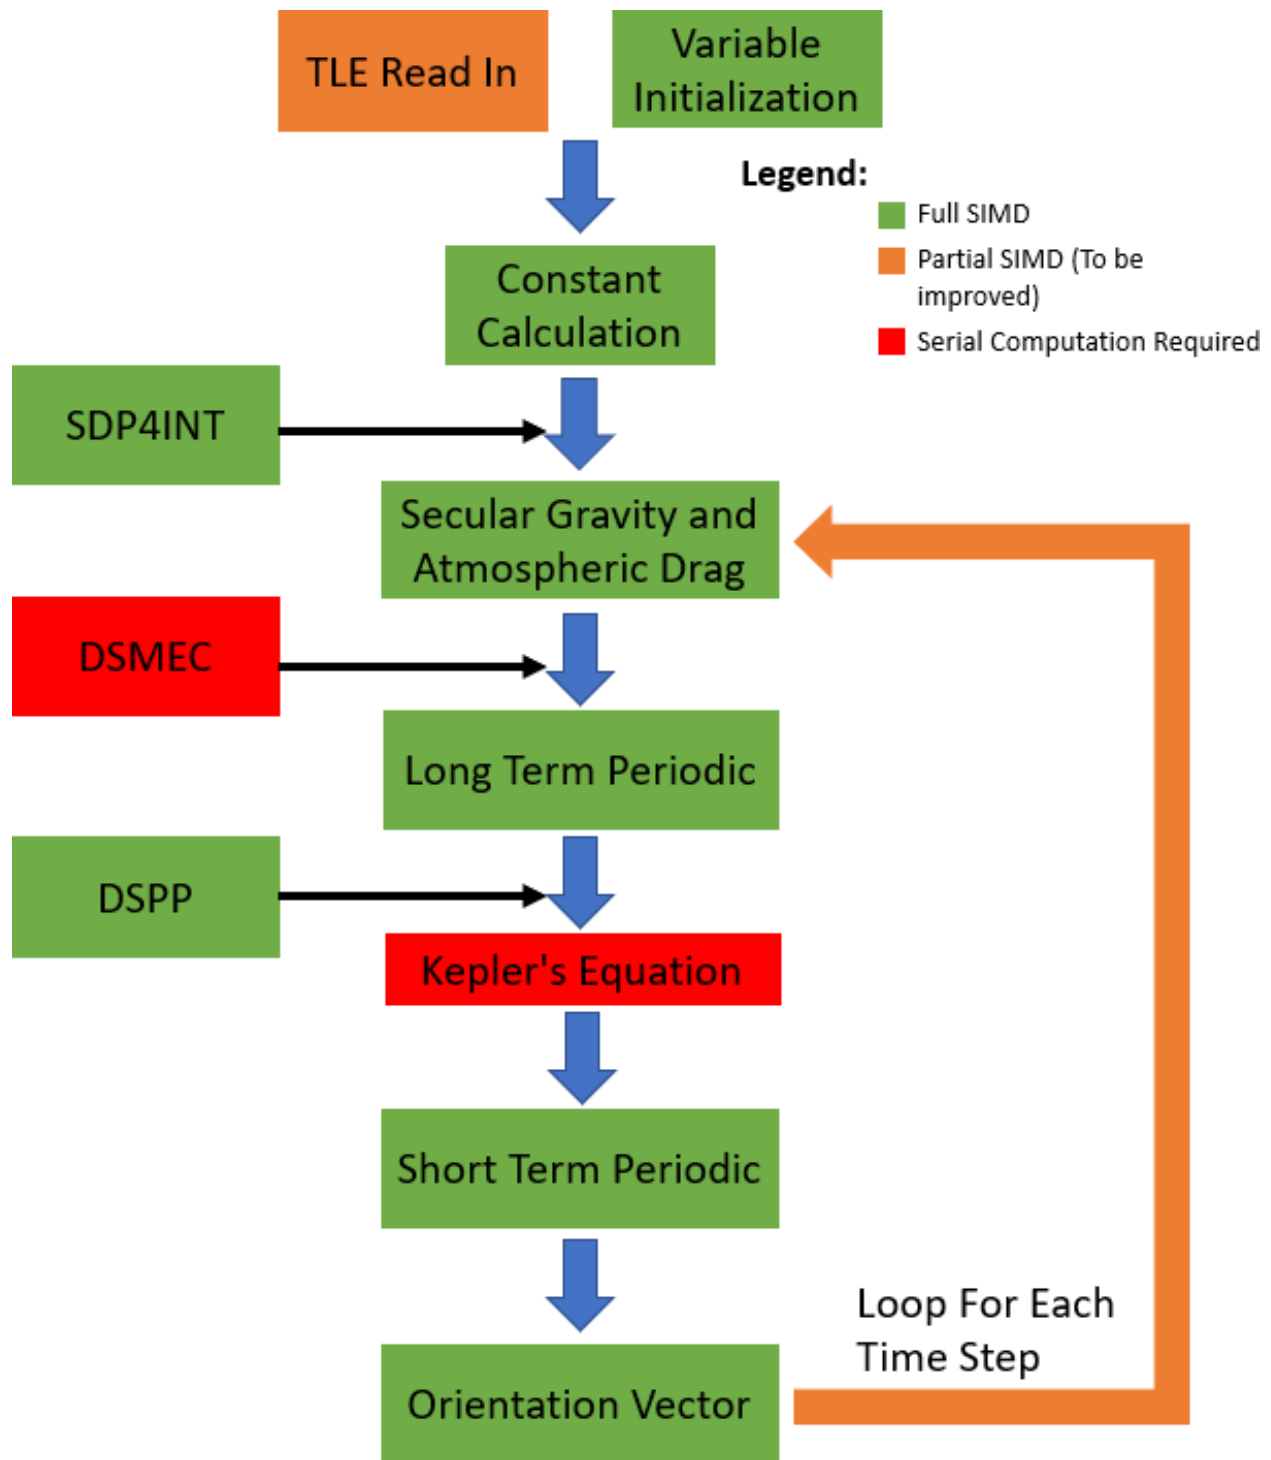 TLE Read In
Variable
Initialization
Legend:
Full SIMD
Partial SIMD (To be
improved)
Serial Computation Required
Constant
Calculation
SDP4INT
Secular Gravity and
Atmospheric Drag
DSMEC
Long Term Periodic
DSPP
Kepler's Equation
Short Term Periodic
Loop For Each
Time Step
Orientation Vector